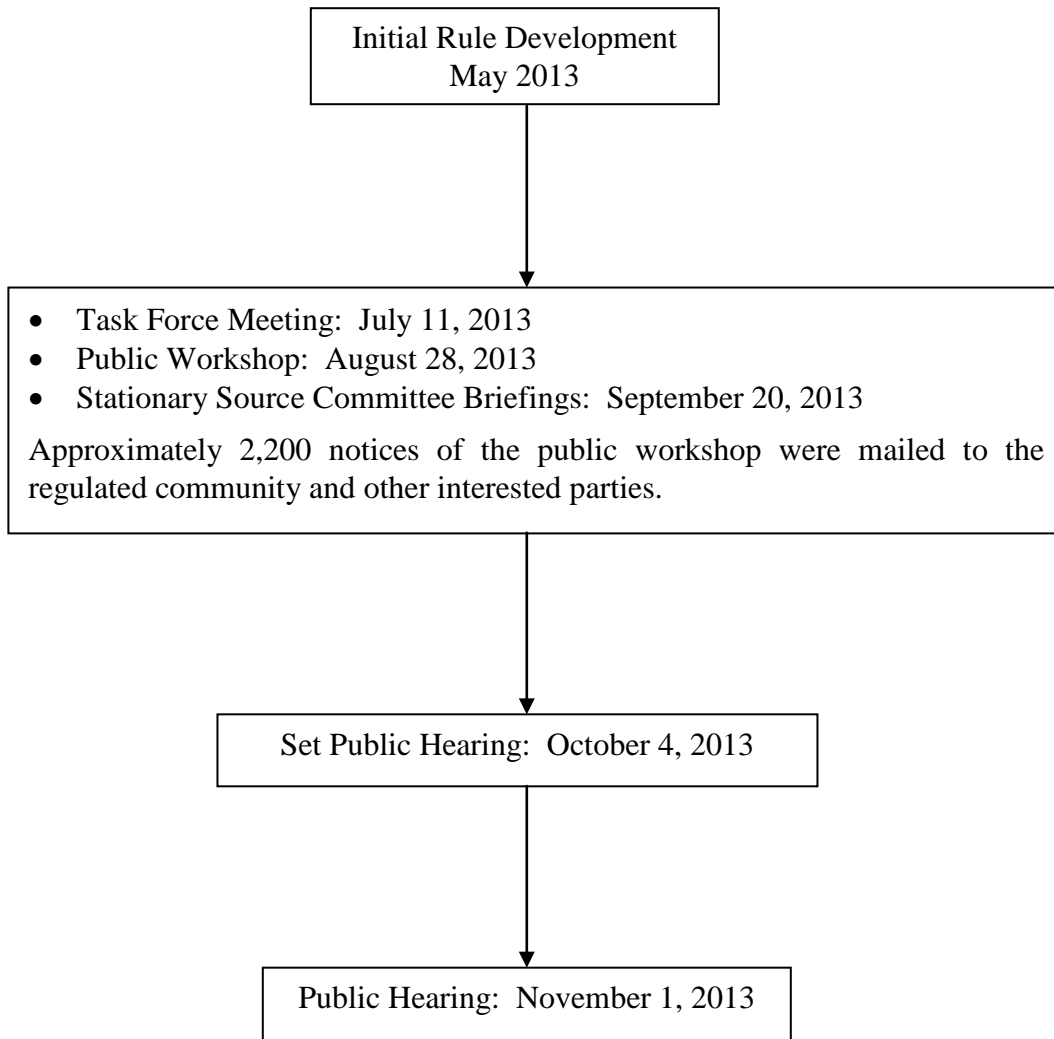 Initial Rule Development
May 2013
• Task Force Meeting: July 11, 2013
• Public Workshop: August 28, 2013
• Stationary Source Committee Briefings: September 20, 2013
Approximately 2,200 notices of the public workshop were mailed to the
regulated community and other interested parties.
Set Public Hearing: October 4, 2013
Public Hearing: November 1, 2013